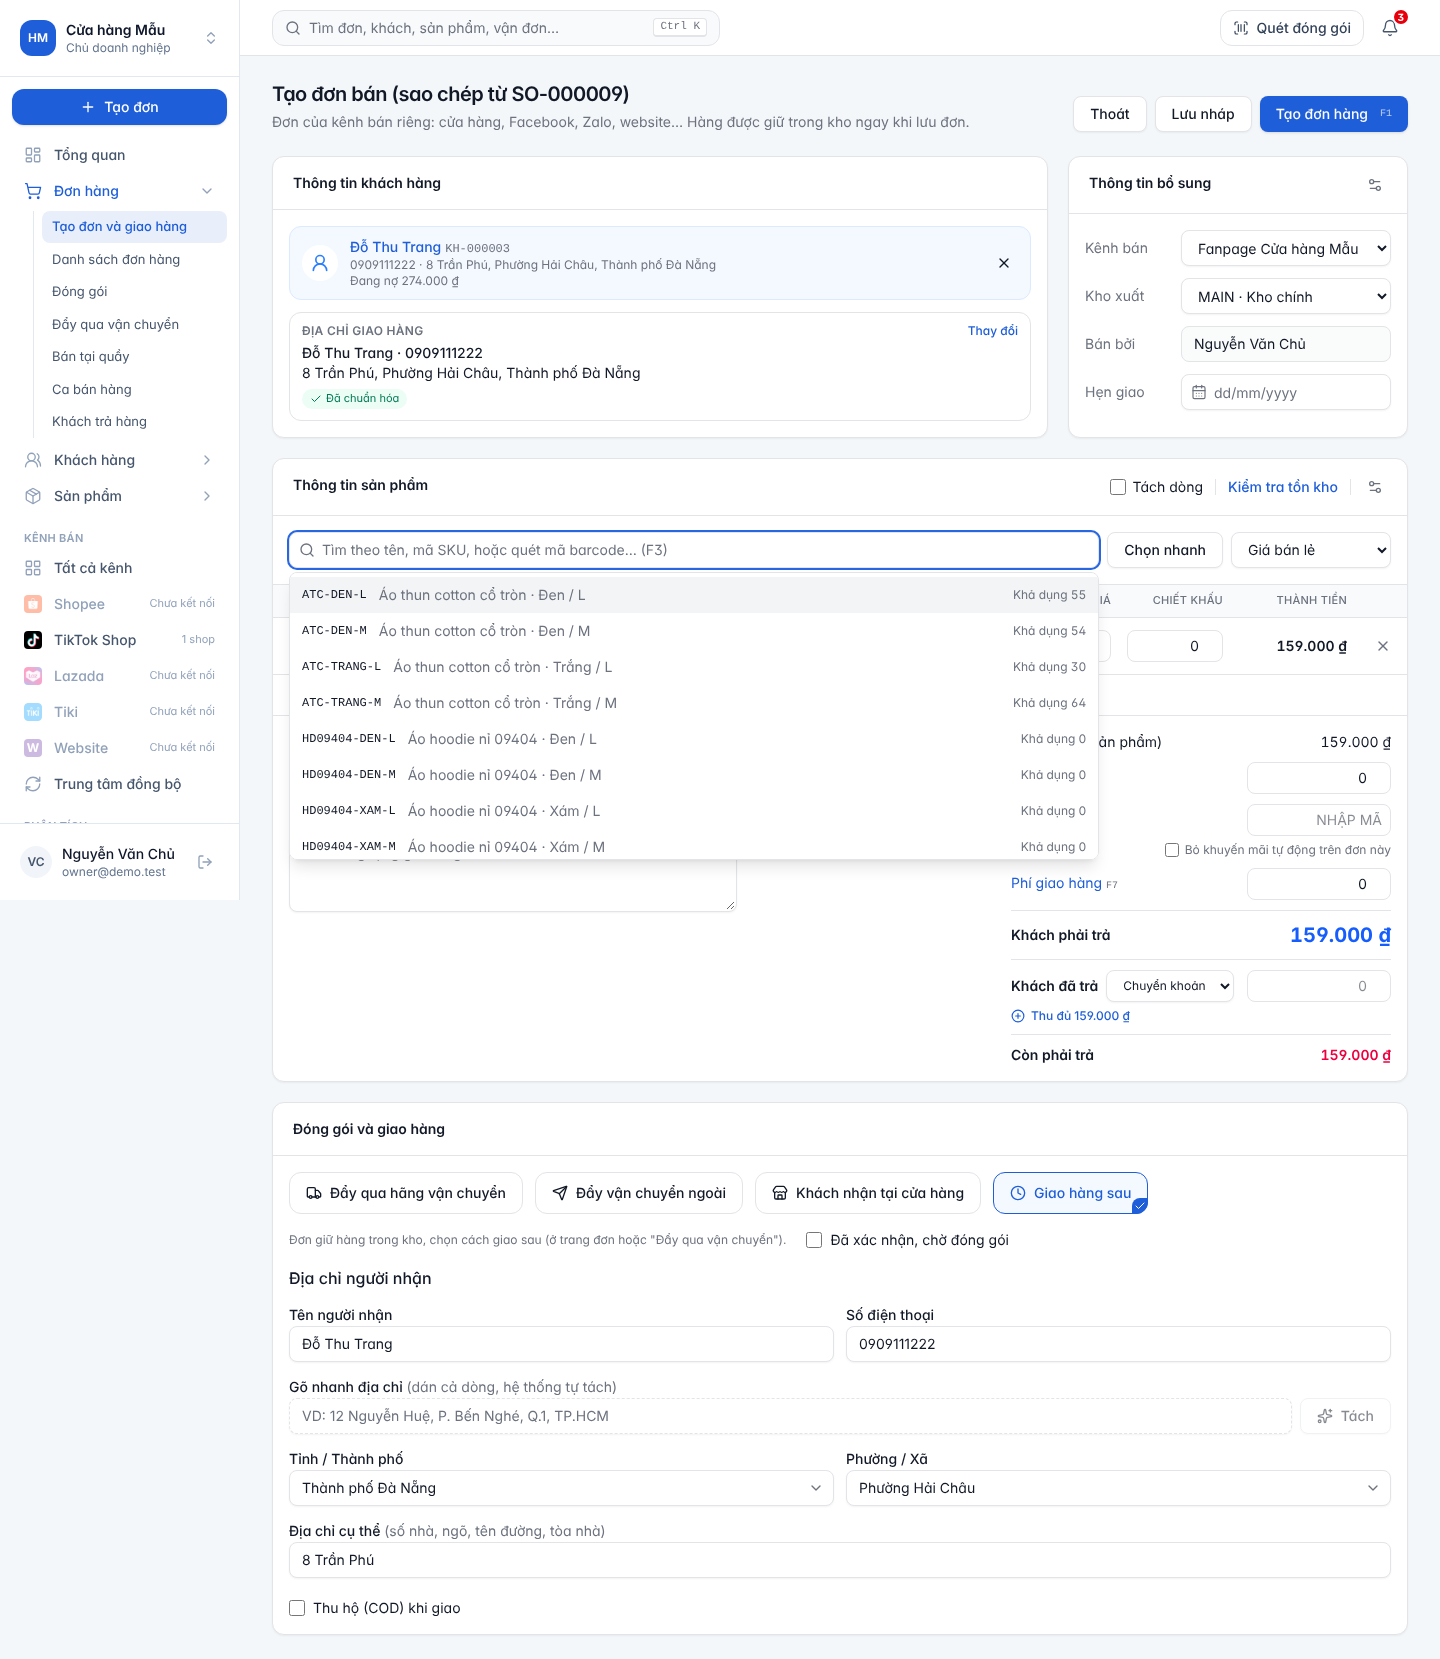 HM Cửa hàng Mẫu
Chủ doanh nghiệp
Tạo đơn
Tổng quan
Đơn hàng
Tạo đơn và giao hàng
Danh sách đơn hàng
Đóng gói
Đẩy qua vận chuyển
Bán tại quầy
Ca bán hàng
Khách trả hàng
Khách hàng
Sản phẩm
KÊNH BÁN
Tất cả kênh
Shopee Chưa kết nối
TikTok Shop 1 shop
Lazada Chưa kết nối
Tiki Chưa kết nối
W Website Chưa kết nối
Trung tâm đồng bộ
VC Nguyễn Văn Chủ
owner@demo.test
Tìm đơn, khách, sản phẩm, vận đơn... Ctrl K
Quét đóng gói 3
Tạo đơn bán (sao chép từ SO-000009)
Đơn của kênh bán riêng: cửa hàng, Facebook, Zalo, website... Hàng được giữ trong kho ngay khi lưu đơn.
Thoát Lưu nháp Tạo đơn hàng F1
Thông tin khách hàng
Đỗ Thu Trang KH-000003
0909111222 · 8 Trần Phú, Phường Hải Châu, Thành phố Đà Nẵng
Đang nợ 274.000 ₫
ĐỊA CHỈ GIAO HÀNG Thay đổi
Đỗ Thu Trang · 0909111222
8 Trần Phú, Phường Hải Châu, Thành phố Đà Nẵng
Đã chuẩn hóa
Thông tin bổ sung
Kênh bán Fanpage Cửa hàng Mẫu
Kho xuất MAIN · Kho chính
Bán bởi Nguyễn Văn Chủ
Hẹn giao dd/mm/yyyy
Thông tin sản phẩm Tách dòng Kiểm tra tồn kho
Tìm theo tên, mã SKU, hoặc quét mã barcode... (F3) Chọn nhanh Giá bán lẻ
ATC-DEN-L Áo thun cotton cổ tròn · Đen / L Khả dụng 55
ATC-DEN-M Áo thun cotton cổ tròn · Đen / M Khả dụng 54
ATC-TRANG-L Áo thun cotton cổ tròn · Trắng / L Khả dụng 30
ATC-TRANG-M Áo thun cotton cổ tròn · Trắng / M Khả dụng 64
HD09404-DEN-L Áo hoodie nỉ 09404 · Đen / L Khả dụng 0
HD09404-DEN-M Áo hoodie nỉ 09404 · Đen / M Khả dụng 0
HD09404-XAM-L Áo hoodie nỉ 09404 · Xám / L Khả dụng 0
HD09404-XAM-M Áo hoodie nỉ 09404 · Xám / M Khả dụng 0
IÁ CHIẾT KHẤU THÀNH TIỀN
0 159.000 ₫
ản phẩm) 159.000 ₫
0
NHẬP MÃ
Bỏ khuyến mãi tự động trên đơn này
Phí giao hàng F7 0
Khách phải trả 159.000 ₫
Khách đã trả Chuyển khoản 0
Thu đủ 159.000 ₫
Còn phải trả 159.000 ₫
Đóng gói và giao hàng
Đẩy qua hãng vận chuyển Đẩy vận chuyển ngoài Khách nhận tại cửa hàng Giao hàng sau
Đơn giữ hàng trong kho, chọn cách giao sau (ở trang đơn hoặc "Đẩy qua vận chuyển"). Đã xác nhận, chờ đóng gói
Địa chỉ người nhận
Tên người nhận Số điện thoại
Đỗ Thu Trang 0909111222
Gõ nhanh địa chỉ (dán cả dòng, hệ thống tự tách)
VD: 12 Nguyễn Huệ, P. Bến Nghé, Q.1, TP.HCM Tách
Tỉnh / Thành phố Phường / Xã
Thành phố Đà Nẵng Phường Hải Châu
Địa chỉ cụ thể (số nhà, ngõ, tên đường, tòa nhà)
8 Trần Phú
Thu hộ (COD) khi giao